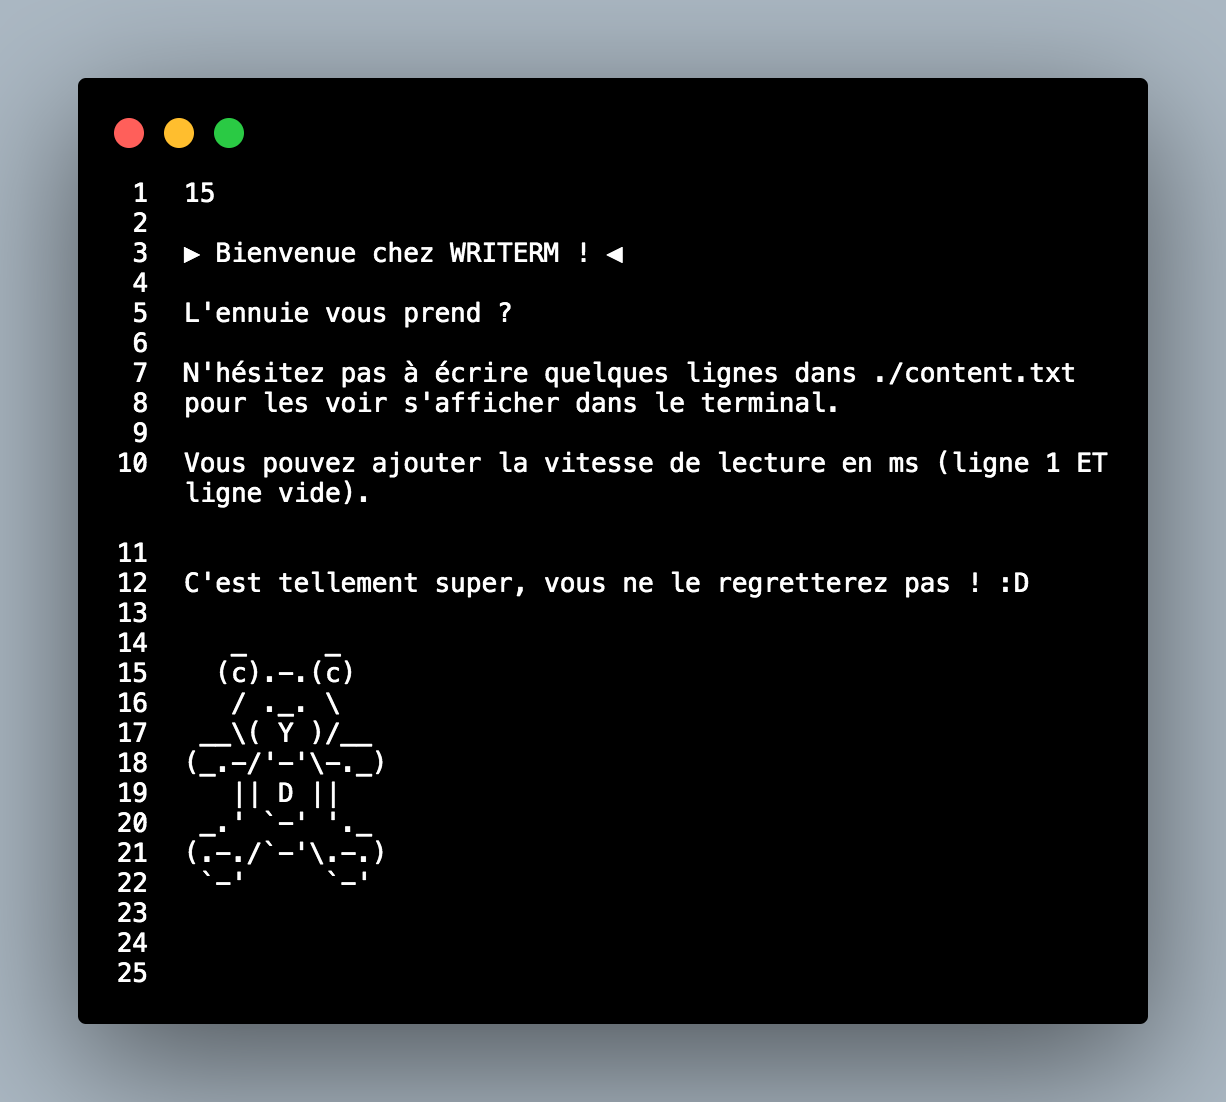 1 15
2
3 ▶ Bienvenue chez WRITERM ! ◀
4
5 L'ennuie vous prend ?
6
7 N'hésitez pas à écrire quelques lignes dans ./content.txt
8 pour les voir s'afficher dans le terminal.
9
10 Vous pouvez ajouter la vitesse de lecture en ms (ligne 1 ET
ligne vide).
11
12 C'est tellement super, vous ne le regretterez pas ! :D
13
14    _     _
15   (c).-.(c)
16    / ._. \
17  __\( Y )/__
18 (_.-/'-'\-._)
19    || D ||
20  _.' `-' '._
21 (.-./`-'\.-.)
22  `-'     `-'
23
24
25